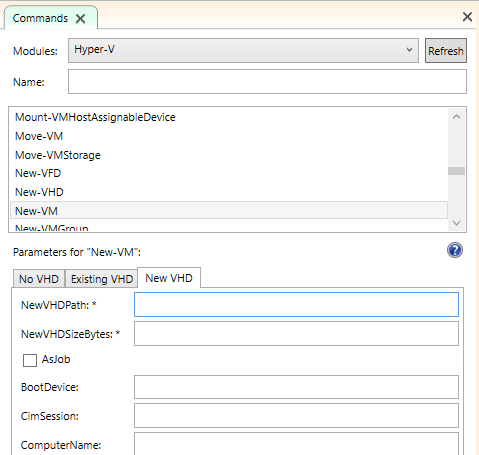 Commands
Modules: Hyper-V Refresh
Name:
Mount-VMHostAssignableDevice
Move-VM
Move-VMStorage
New-VFD
New-VHD
New-VM
New-VMGroup
Parameters for "New-VM": ?
No VHD Existing VHD New VHD
NewVHDPath: *
NewVHDSizeBytes: *
AsJob
BootDevice:
CimSession:
ComputerName: